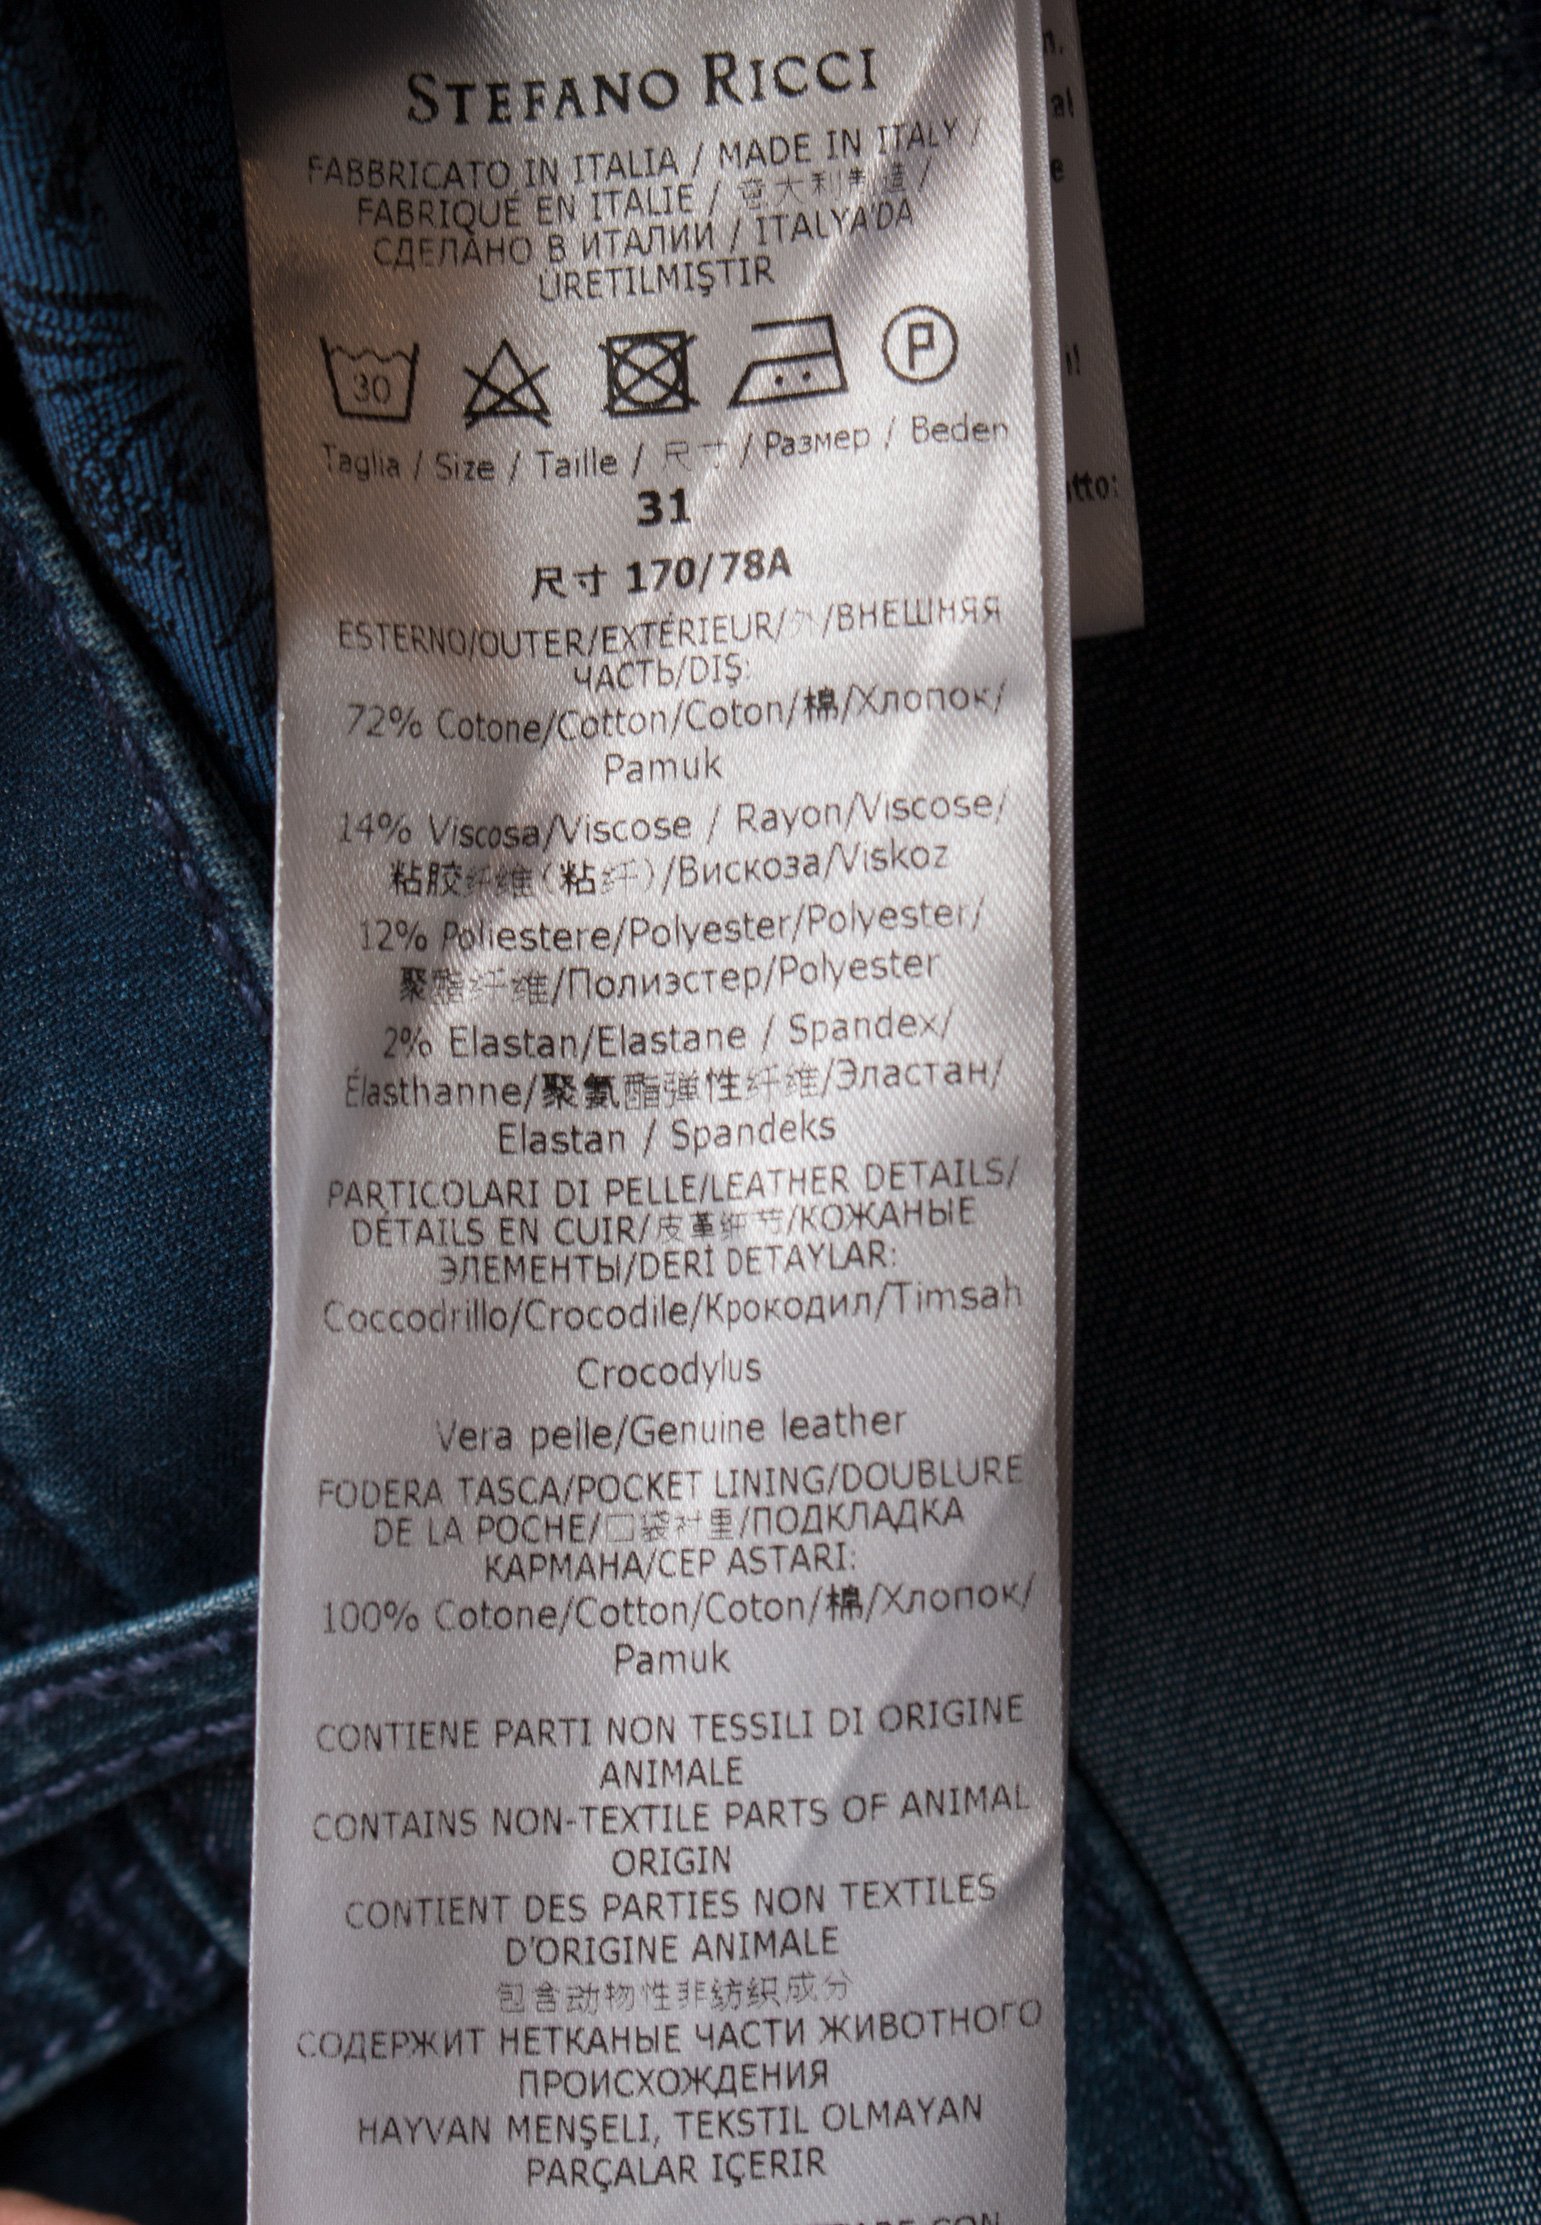 STEFANO RICCI
FABBRICATO IN ITALIA / MADE IN ITALY /
FABRIQUÉ EN ITALIE / 意大利制造 /
СДЕЛАНО В ИТАЛИИ / ITALYA'DA
ÜRETILMIŞTIR
30
P
Taglia / Size / Taille / 尺寸 / Размер / Beden
31
尺寸 170/78A
ESTERNO/OUTER/EXTÉRIEUR/外/ВНЕШНЯЯ
ЧАСТЬ/DIŞ:
72% Cotone/Cotton/Coton/棉/Хлопок/
Pamuk
14% Viscosa/Viscose / Rayon/Viscose/
粘胶纤维(粘纤)/Вискоза/Viskoz
12% Poliestere/Polyester/Polyester/
聚酯纤维/Полиэстер/Polyester
2% Elastan/Elastane / Spandex/
Élasthanne/聚氨酯弹性纤维/Эластан/
Elastan / Spandeks
PARTICOLARI DI PELLE/LEATHER DETAILS/
DÉTAILS EN CUIR/皮革细节/КОЖАНЫЕ
ЭЛЕМЕНТЫ/DERİ DETAYLAR:
Coccodrillo/Crocodile/Крокодил/Timsah
Crocodylus
Vera pelle/Genuine leather
FODERA TASCA/POCKET LINING/DOUBLURE
DE LA POCHE/口袋衬里/ПОДКЛАДКА
КАРМАНА/CEP ASTARI:
100% Cotone/Cotton/Coton/棉/Хлопок/
Pamuk
CONTIENE PARTI NON TESSILI DI ORIGINE
ANIMALE
CONTAINS NON-TEXTILE PARTS OF ANIMAL
ORIGIN
CONTIENT DES PARTIES NON TEXTILES
D'ORIGINE ANIMALE
包含动物性非纺织成分
СОДЕРЖИТ НЕТКАНЫЕ ЧАСТИ ЖИВОТНОГО
ПРОИСХОЖДЕНИЯ
HAYVAN MENŞELI, TEKSTIL OLMAYAN
PARÇALAR IÇERIR